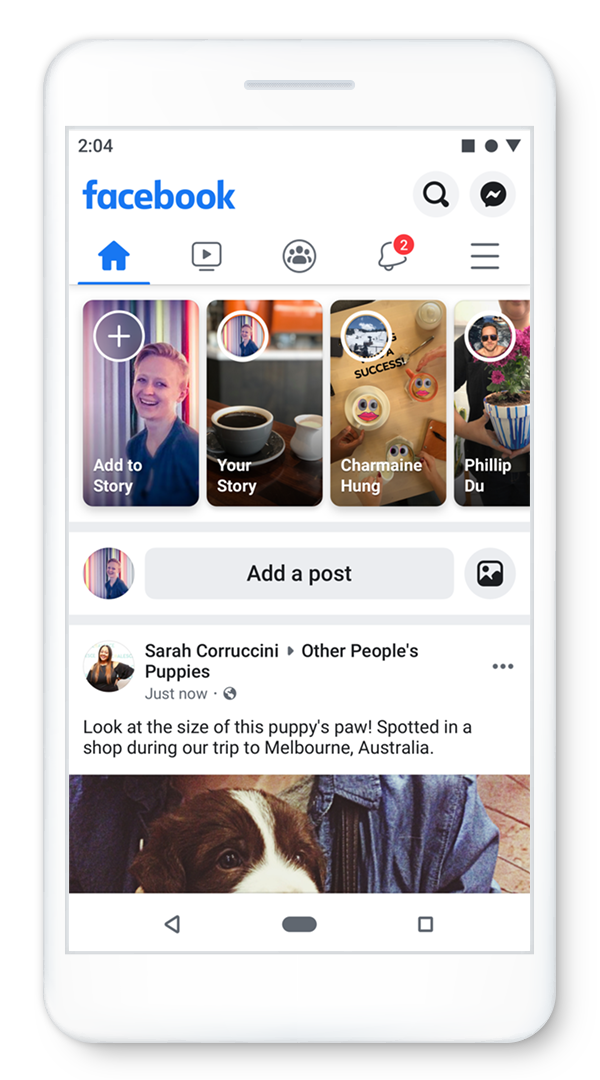 2:04
facebook
2
SUCCESS!
Add to
Story
Your
Story
Charmaine
Hung
Phillip
Du
Add a post
Sarah Corruccini Other People's
Puppies
Just now ·
Look at the size of this puppy's paw! Spotted in a
shop during our trip to Melbourne, Australia.